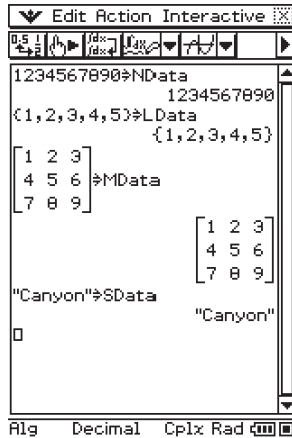 Edit Action Interactive
1234567890⇒NData
1234567890
{1,2,3,4,5}⇒LData
{1,2,3,4,5}
1 2 3
4 5 6 ⇒MData
7 8 9
1 2 3
4 5 6
7 8 9
"Canyon"⇒SData
"Canyon"
Alg Decimal Cplx Rad